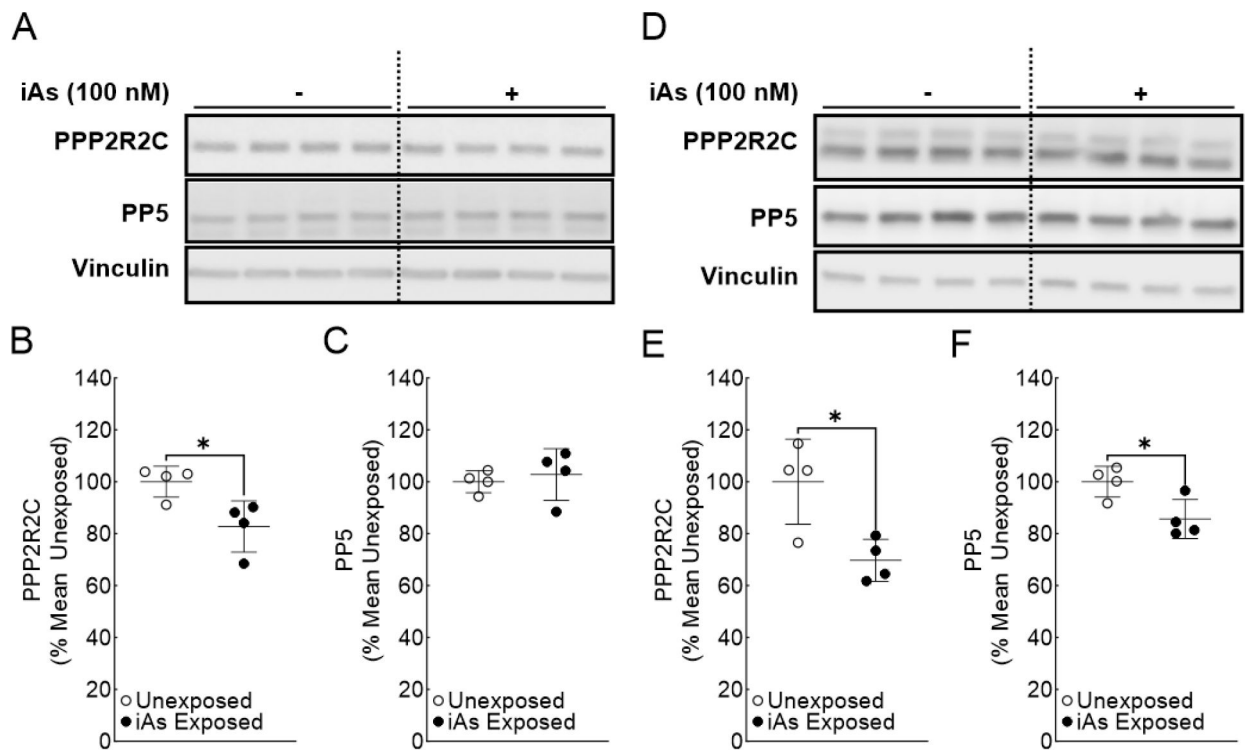 A
iAs (100 nM) - +
PPP2R2C
PP5
Vinculin
D
iAs (100 nM) - +
PPP2R2C
PP5
Vinculin
B
PPP2R2C
(% Mean Unexposed)
140
120
100
80
60
40
20
0
*
Unexposed
iAs Exposed
C
PP5
(% Mean Unexposed)
140
120
100
80
60
40
20
0
Unexposed
iAs Exposed
E
PPP2R2C
(% Mean Unexposed)
140
120
100
80
60
40
20
0
*
Unexposed
iAs Exposed
F
PP5
(% Mean Unexposed)
140
120
100
80
60
40
20
0
*
Unexposed
iAs Exposed